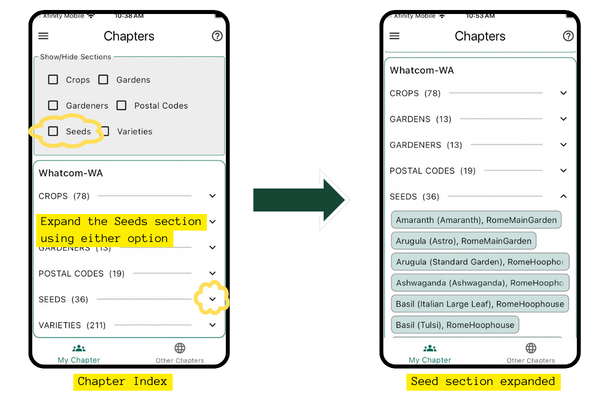 Xfinity Mobile 10:38 AM
Chapters
Show/Hide Sections
Crops Gardens
Gardeners Postal Codes
Seeds Varieties
Whatcom-WA
CROPS (78)
Expand the Seeds section
using either option
GARDENERS (13)
POSTAL CODES (19)
SEEDS (36)
VARIETIES (211)
My Chapter Other Chapters
Chapter Index
Xfinity Mobile 10:53 AM
Chapters
Whatcom-WA
CROPS (78)
GARDENS (13)
GARDENERS (13)
POSTAL CODES (19)
SEEDS (36)
Amaranth (Amaranth), RomeMainGarden
Arugula (Astro), RomeMainGarden
Arugula (Standard Garden), RomeHoopho
Ashwaganda (Ashwaganda), RomeHoophouse
Basil (Italian Large Leaf), RomeHoophouse
Basil (Tulsi), RomeHoophouse
My Chapter Other Chapters
Seed section expanded